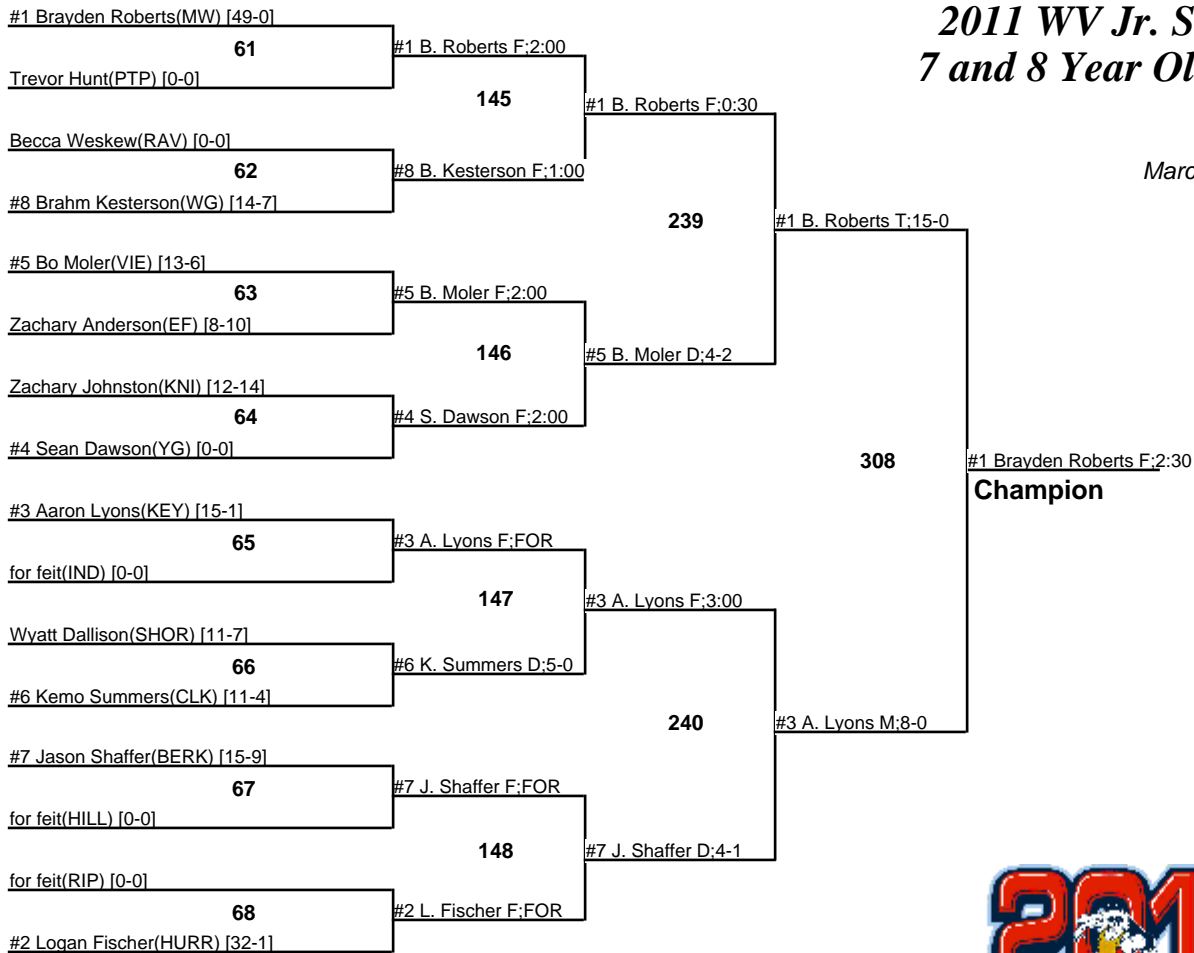 2011 WV Jr. S
7 and 8 Year Ol
Marc
#1 Brayden Roberts(MW) [49-0]
61
Trevor Hunt(PTP) [0-0]
#1 B. Roberts F;2:00
145
Becca Weskew(RAV) [0-0]
62
#8 Brahm Kesterson(WG) [14-7]
#8 B. Kesterson F;1:00
#1 B. Roberts F;0:30
239
#5 Bo Moler(VIE) [13-6]
63
Zachary Anderson(EF) [8-10]
#5 B. Moler F;2:00
146
Zachary Johnston(KNI) [12-14]
64
#4 Sean Dawson(YG) [0-0]
#4 S. Dawson F;2:00
#5 B. Moler D;4-2
#1 B. Roberts T;15-0
308
#1 Brayden Roberts F;2:30
Champion
#3 Aaron Lyons(KEY) [15-1]
65
for feit(IND) [0-0]
#3 A. Lyons F;FOR
147
Wyatt Dallison(SHOR) [11-7]
66
#6 Kemo Summers(CLK) [11-4]
#6 K. Summers D;5-0
#3 A. Lyons F;3:00
240
#3 A. Lyons M;8-0
#7 Jason Shaffer(BERK) [15-9]
67
for feit(HILL) [0-0]
#7 J. Shaffer F;FOR
148
for feit(RIP) [0-0]
68
#2 Logan Fischer(HURR) [32-1]
#2 L. Fischer F;FOR
#7 J. Shaffer D;4-1
201